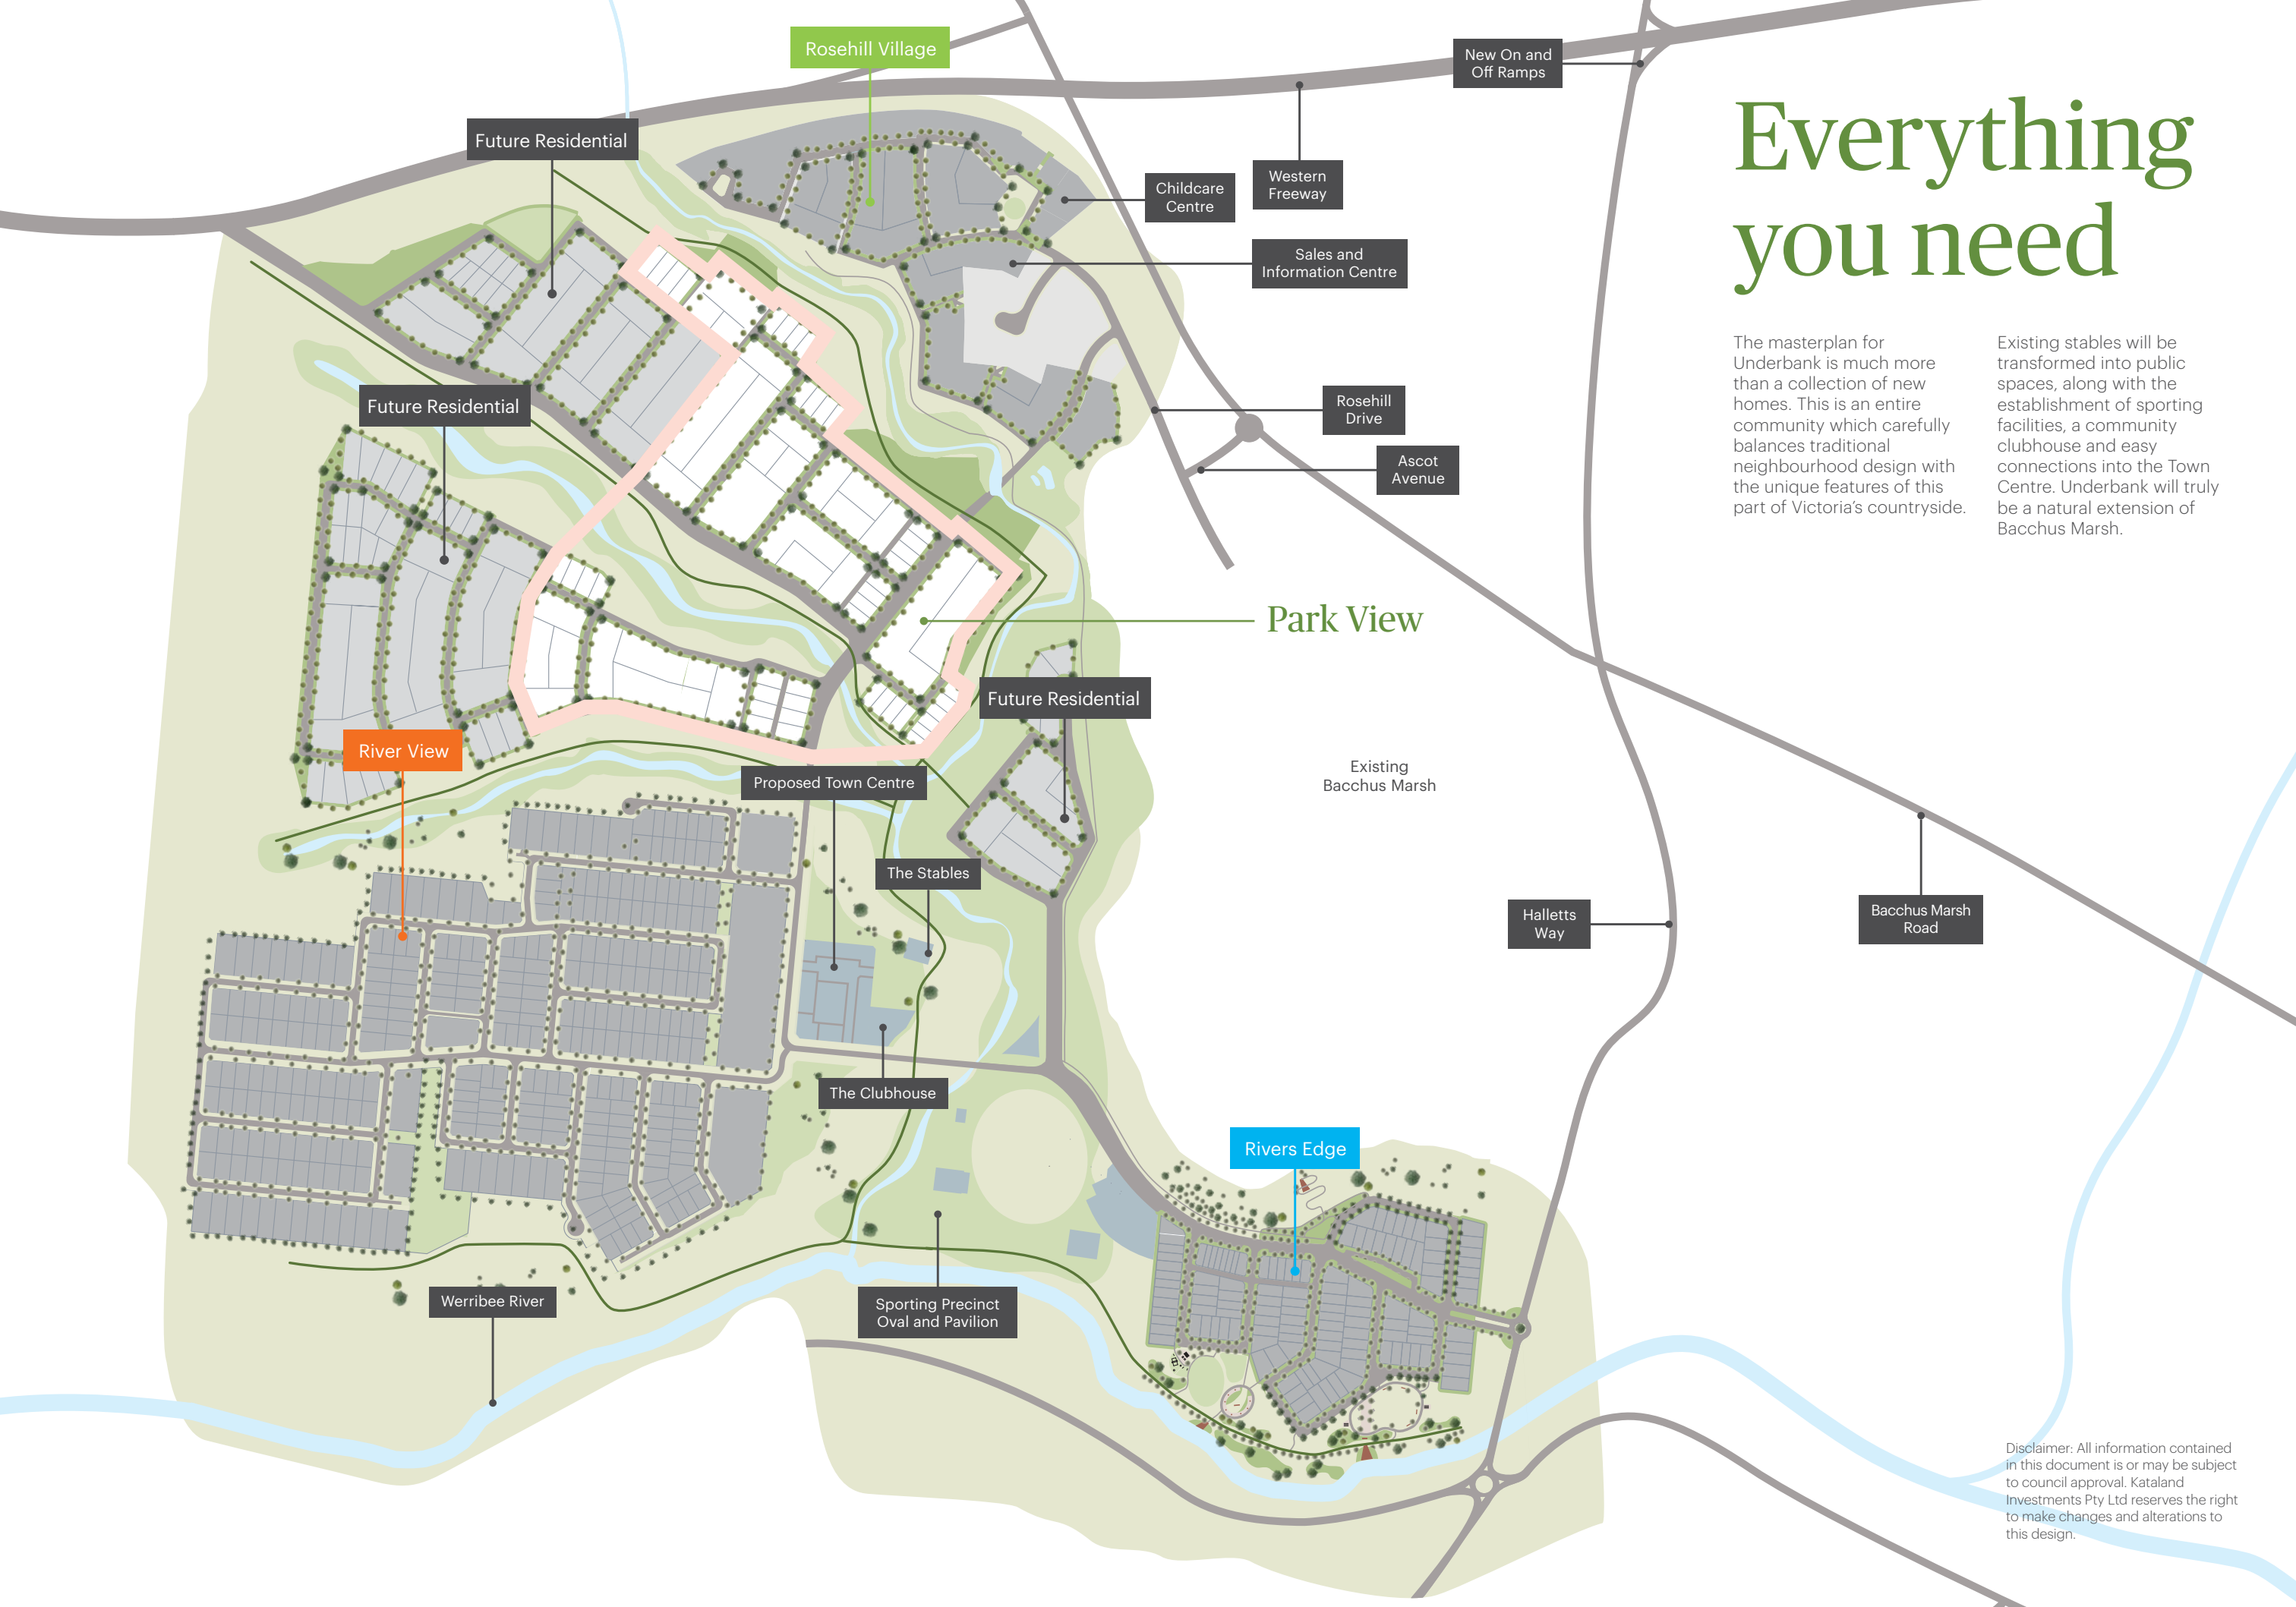 Rosehill Village
New On and
Off Ramps
Future Residential
Western
Freeway
Childcare
Centre
Sales and
Information Centre
Everything
you need
The masterplan for
Underbank is much more
than a collection of new
homes. This is an entire
community which carefully
balances traditional
neighbourhood design with
the unique features of this
part of Victoria’s countryside.
Existing stables will be
transformed into public
spaces, along with the
establishment of sporting
facilities, a community
clubhouse and easy
connections into the Town
Centre. Underbank will truly
be a natural extension of
Bacchus Marsh.
Future Residential
Rosehill
Drive
Ascot
Avenue
Park View
Future Residential
River View
Proposed Town Centre
Existing
Bacchus Marsh
The Stables
Halletts
Way
Bacchus Marsh
Road
The Clubhouse
Rivers Edge
Werribee River
Sporting Precinct
Oval and Pavilion
Disclaimer: All information contained
in this document is or may be subject
to council approval. Kataland
Investments Pty Ltd reserves the right
to make changes and alterations to
this design.